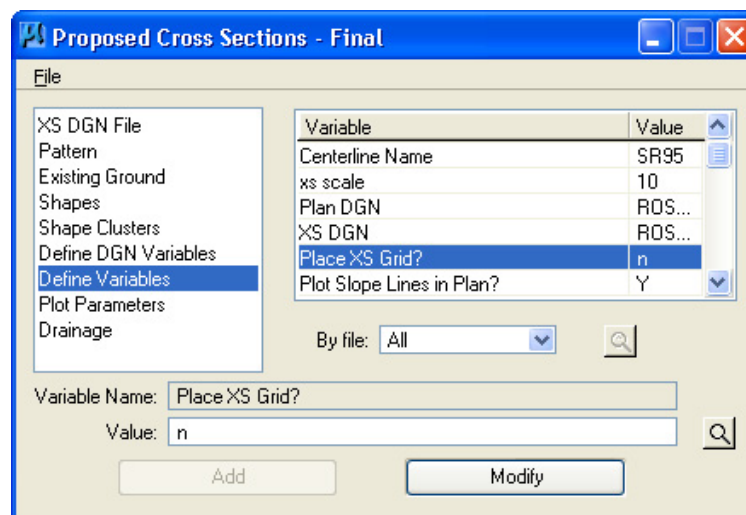 Proposed Cross Sections - Final
File
XS DGN File
Pattern
Existing Ground
Shapes
Shape Clusters
Define DGN Variables
Define Variables
Plot Parameters
Drainage
Variable Value
Centerline Name SR95
xs scale 10
Plan DGN ROS...
XS DGN ROS...
Place XS Grid? n
Plot Slope Lines in Plan? Y
By file: All
Variable Name: Place XS Grid?
Value: n
Add Modify